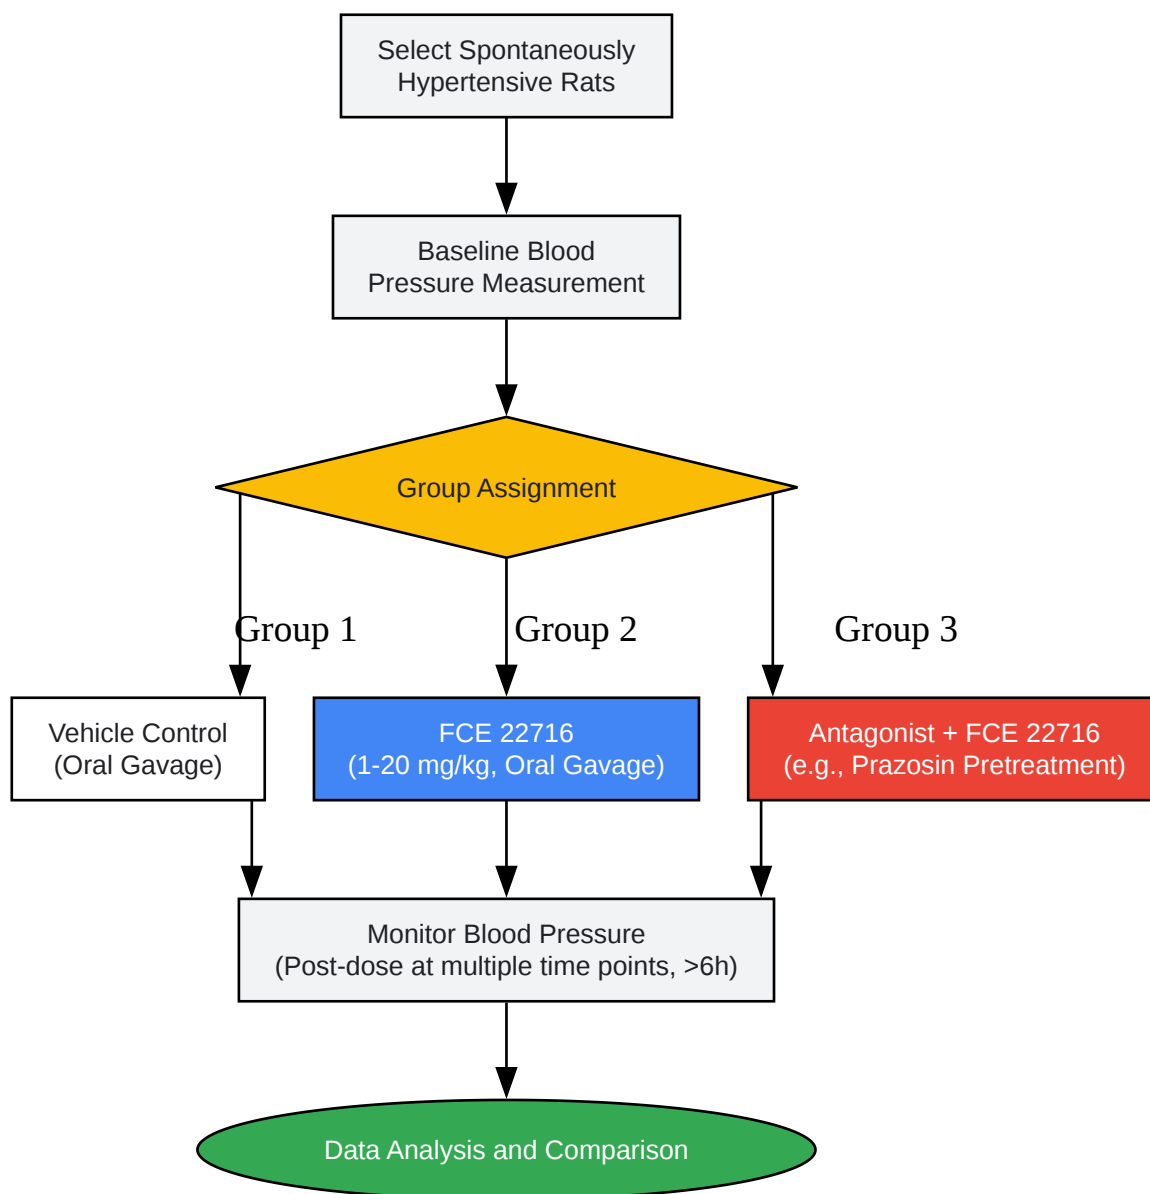 Select Spontaneously
Hypertensive Rats
Baseline Blood
Pressure Measurement
Group Assignment
Group 1
Group 2
Group 3
Vehicle Control
(Oral Gavage)
FCE 22716
(1-20 mg/kg, Oral Gavage)
Antagonist + FCE 22716
(e.g., Prazosin Pretreatment)
Monitor Blood Pressure
(Post-dose at multiple time points, >6h)
Data Analysis and Comparison